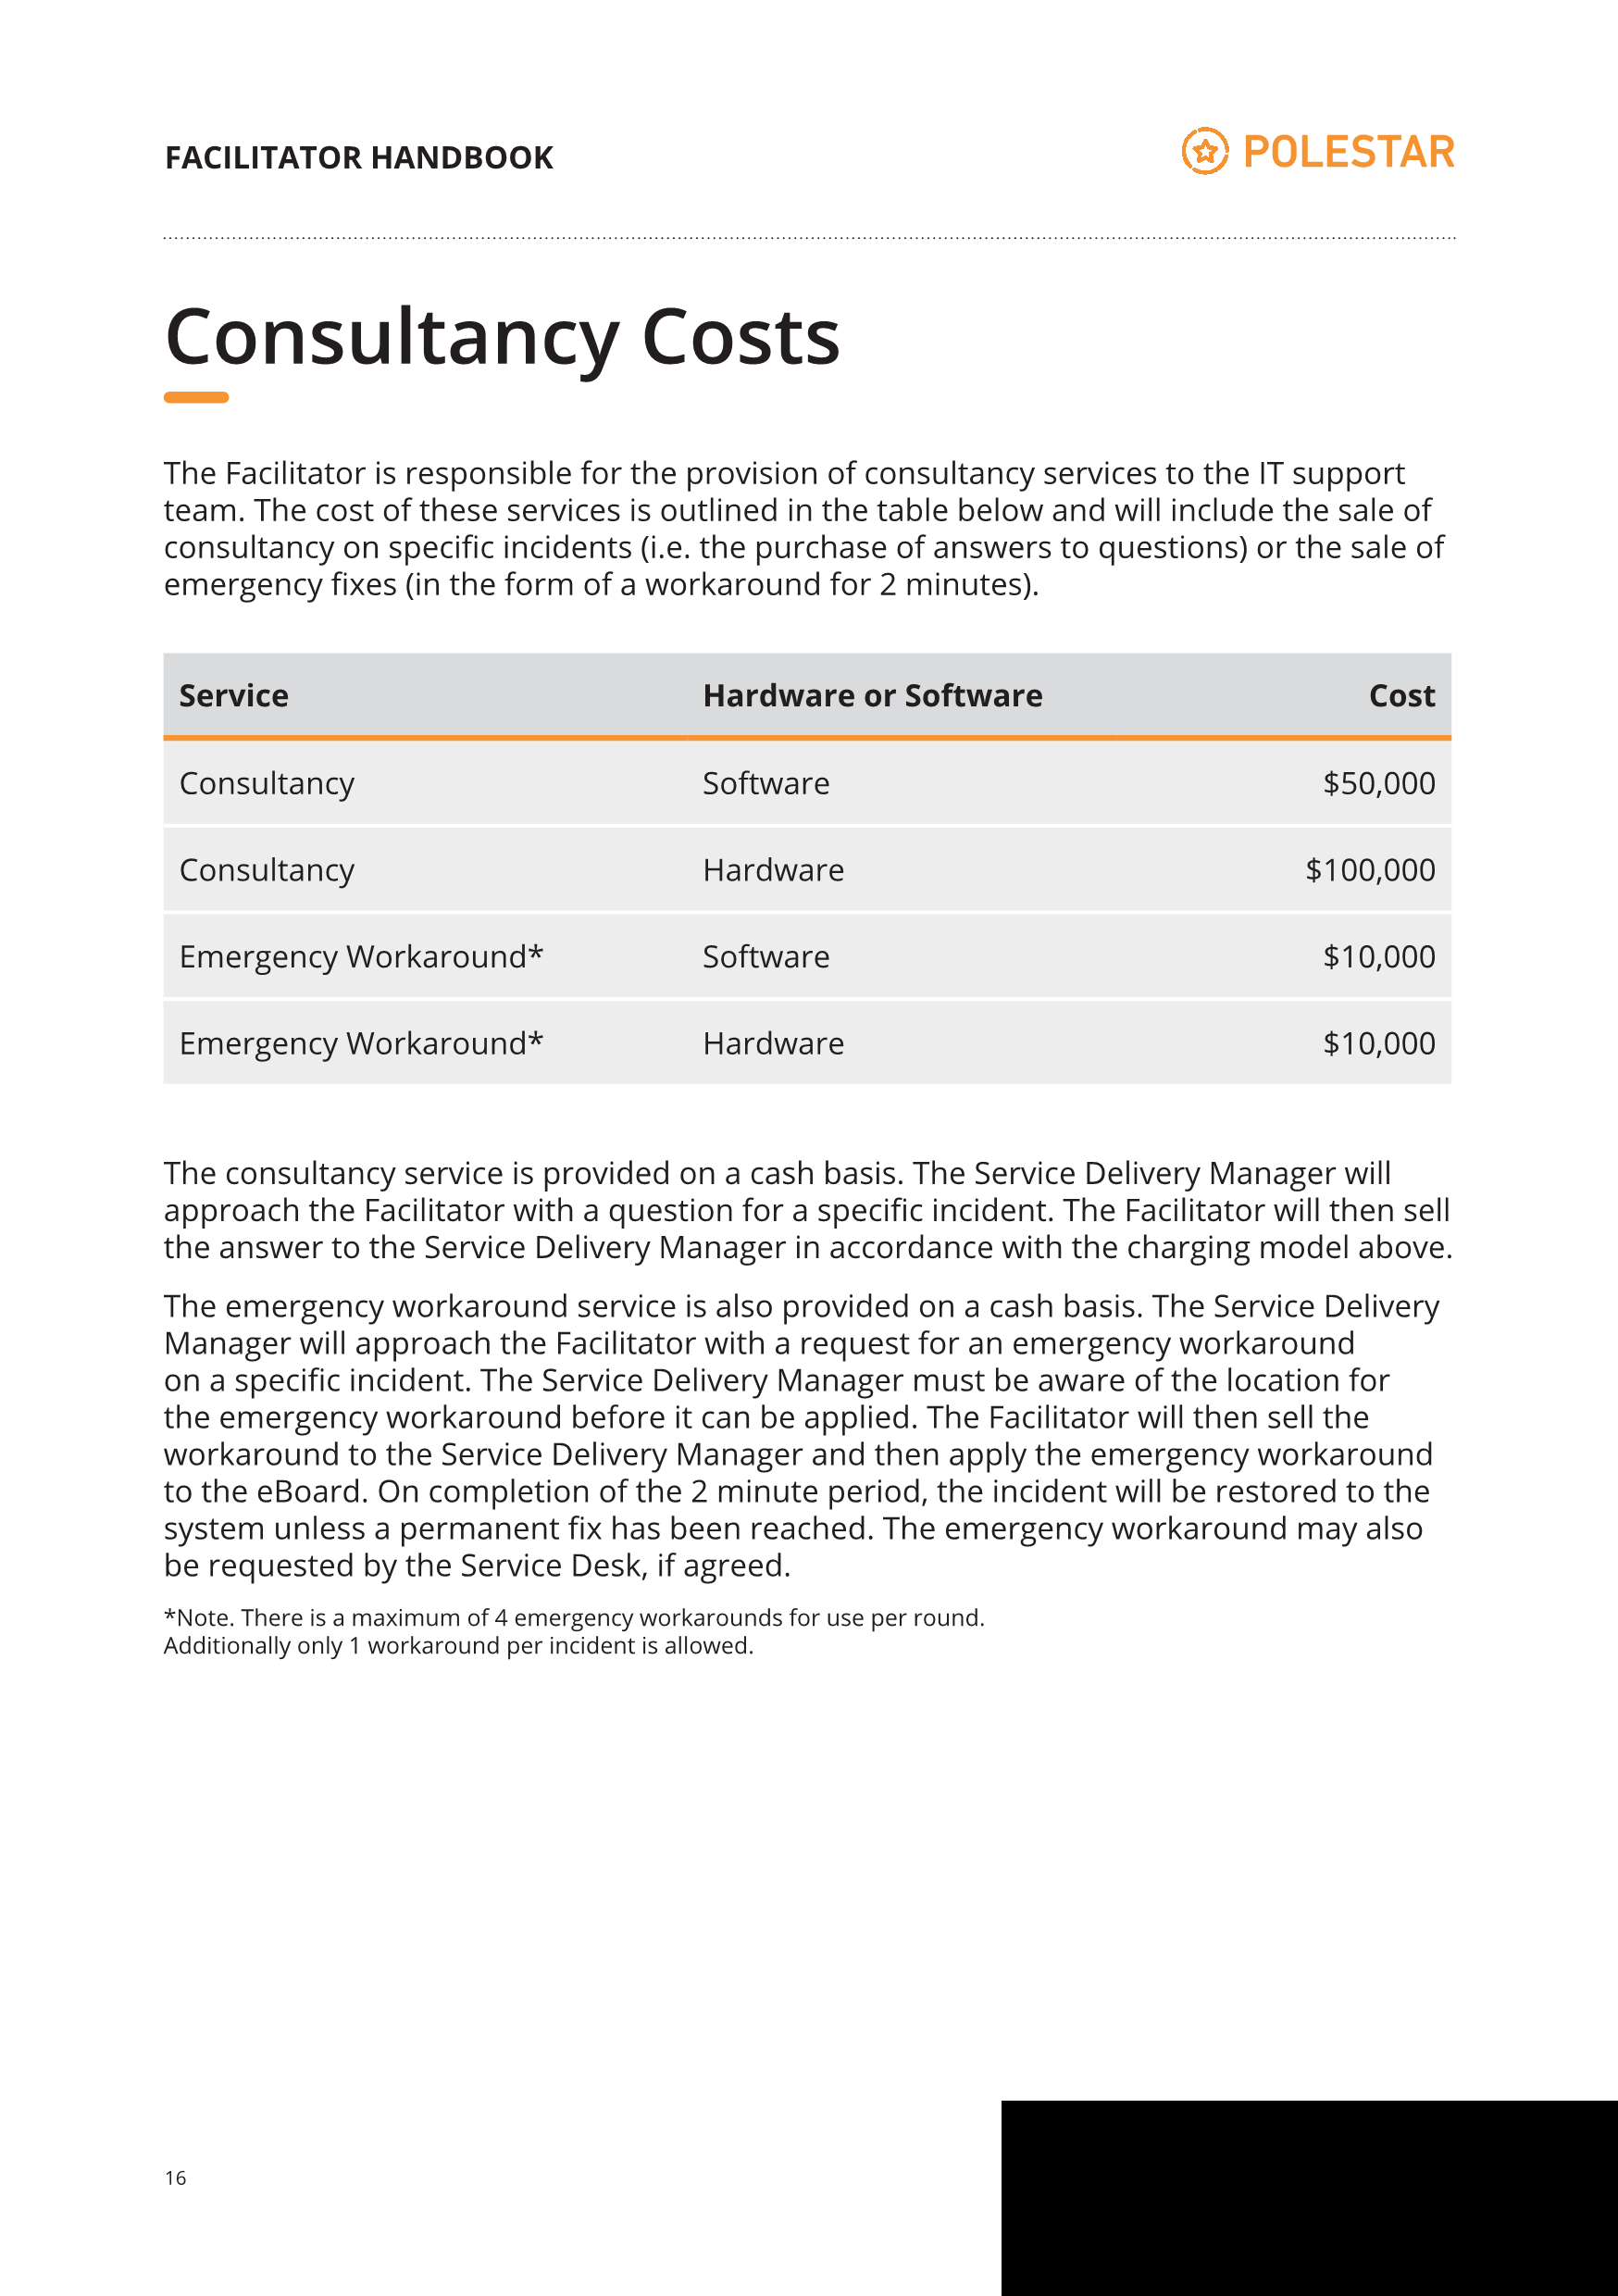 FACILITATOR HANDBOOK
POLESTAR
Consultancy Costs
The Facilitator is responsible for the provision of consultancy services to the IT support
team. The cost of these services is outlined in the table below and will include the sale of
consultancy on specific incidents (i.e. the purchase of answers to questions) or the sale of
emergency fixes (in the form of a workaround for 2 minutes).
Service Hardware or Software Cost
Consultancy Software $50,000
Consultancy Hardware $100,000
Emergency Workaround* Software $10,000
Emergency Workaround* Hardware $10,000
The consultancy service is provided on a cash basis. The Service Delivery Manager will
approach the Facilitator with a question for a specific incident. The Facilitator will then sell
the answer to the Service Delivery Manager in accordance with the charging model above.
The emergency workaround service is also provided on a cash basis. The Service Delivery
Manager will approach the Facilitator with a request for an emergency workaround
on a specific incident. The Service Delivery Manager must be aware of the location for
the emergency workaround before it can be applied. The Facilitator will then sell the
workaround to the Service Delivery Manager and then apply the emergency workaround
to the eBoard. On completion of the 2 minute period, the incident will be restored to the
system unless a permanent fix has been reached. The emergency workaround may also
be requested by the Service Desk, if agreed.
*Note. There is a maximum of 4 emergency workarounds for use per round.
Additionally only 1 workaround per incident is allowed.
16